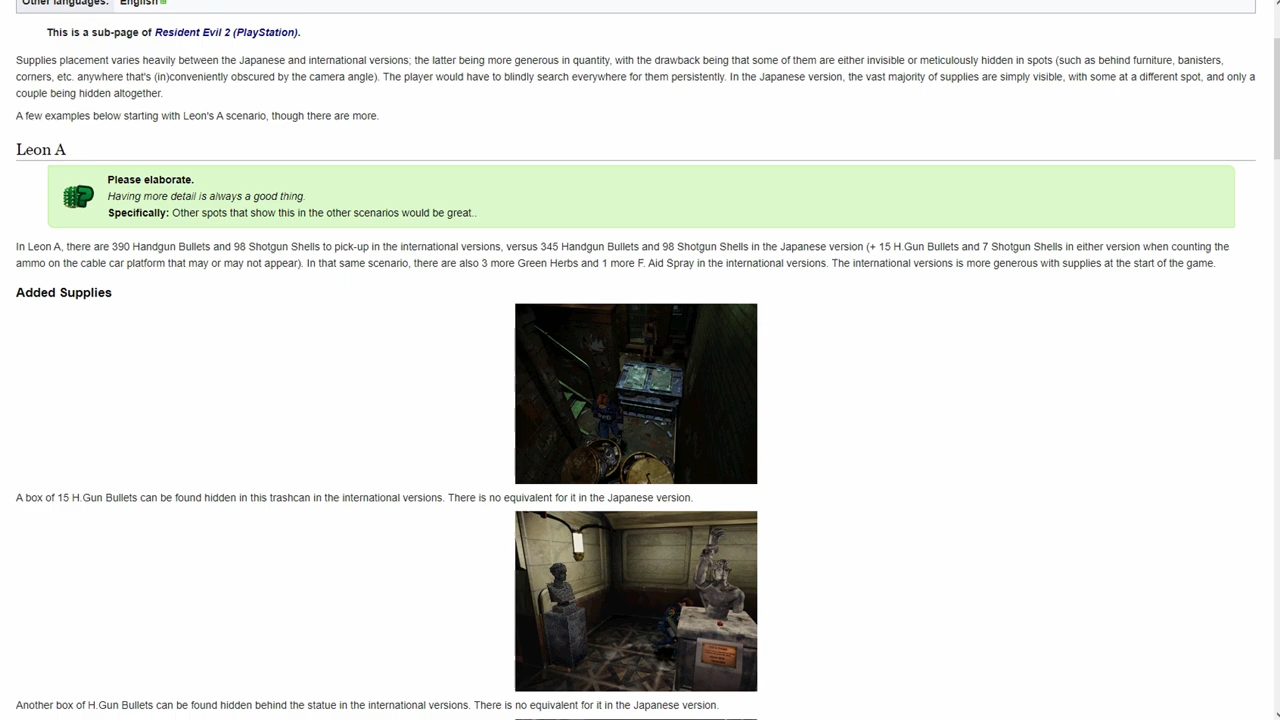 Other languages: English
This is a sub-page of Resident Evil 2 (PlayStation).
Supplies placement varies heavily between the Japanese and international versions; the latter being more generous in quantity, with the drawback being that some of them are either invisible or meticulously hidden in spots (such as behind furniture, banisters,
corners, etc. anywhere that's (in)conveniently obscured by the camera angle). The player would have to blindly search everywhere for them persistently. In the Japanese version, the vast majority of supplies are simply visible, with some at a different spot, and only a
couple being hidden altogether.
A few examples below starting with Leon's A scenario, though there are more.
Leon A
Please elaborate.
Having more detail is always a good thing.
Specifically: Other spots that show this in the other scenarios would be great..
In Leon A, there are 390 Handgun Bullets and 98 Shotgun Shells to pick-up in the international versions, versus 345 Handgun Bullets and 98 Shotgun Shells in the Japanese version (+ 15 H.Gun Bullets and 7 Shotgun Shells in either version when counting the
ammo on the cable car platform that may or may not appear). In that same scenario, there are also 3 more Green Herbs and 1 more F. Aid Spray in the international versions. The international versions is more generous with supplies at the start of the game.
Added Supplies
A box of 15 H.Gun Bullets can be found hidden in this trashcan in the international versions. There is no equivalent for it in the Japanese version.
Another box of H.Gun Bullets can be found hidden behind the statue in the international versions. There is no equivalent for it in the Japanese version.